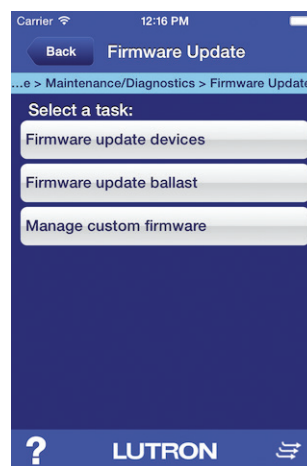 Carrier 12:16 PM
Back Firmware Update
...e > Maintenance/Diagnostics > Firmware Update
Select a task:
Firmware update devices
Firmware update ballast
Manage custom firmware
? LUTRON